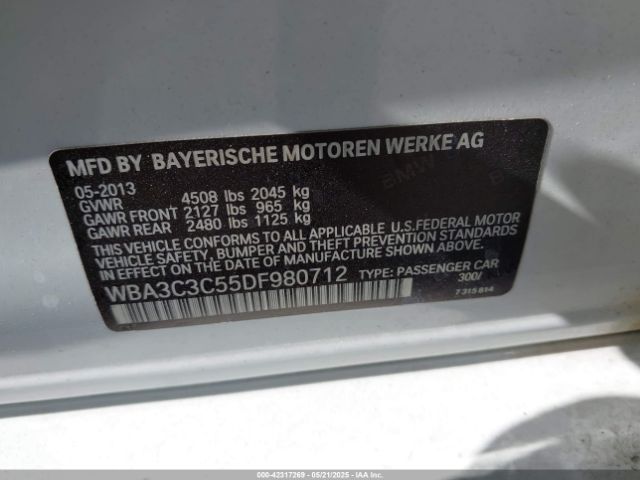 MFD BY BAYERISCHE MOTOREN WERKE AG
05-2013
GVWR 4508 lbs 2045 kg
GAWR FRONT 2127 lbs 965 kg
GAWR REAR 2480 lbs 1125 kg
THIS VEHICLE CONFORMS TO ALL APPLICABLE U.S.FEDERAL MOTOR
VEHICLE SAFETY, BUMPER AND THEFT PREVENTION STANDARDS
IN EFFECT ON THE DATE OF MANUFACTURE SHOWN ABOVE.
WBA3C3C55DF980712 TYPE: PASSENGER CAR
300/
7 315 814
BMW
000-42317269 - 05/21/2025 - IAAI.COM